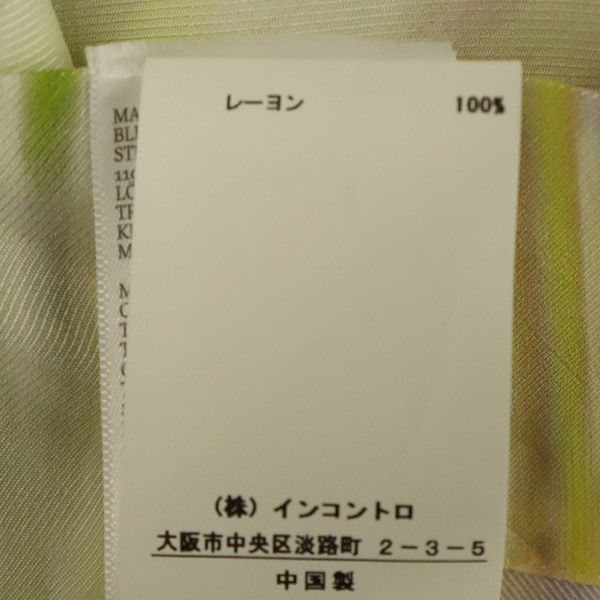 レーヨン 100%
(株) インコントロ
大阪市中央区淡路町 2-3-5
中国製